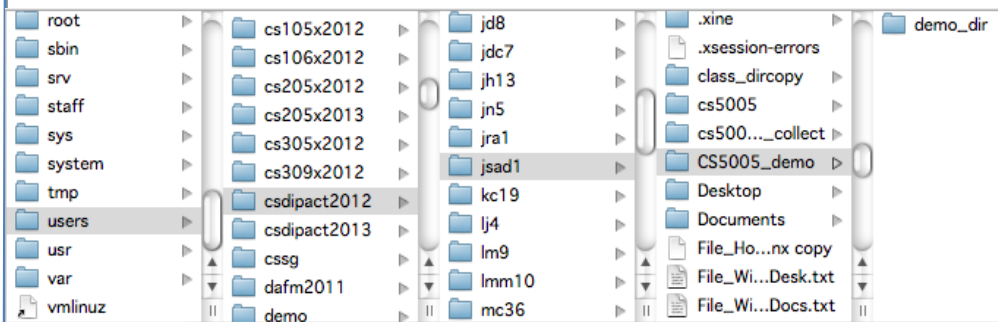 root
sbin
srv
staff
sys
system
tmp
users
usr
var
vmlinuz
cs105x2012
cs106x2012
cs205x2012
cs205x2013
cs305x2012
cs309x2012
csdipact2012
csdipact2013
cssg
dafm2011
demo
jd8
jdc7
jh13
jn5
jra1
jsad1
kc19
lj4
lm9
lmm10
mc36
.xine
.xsession-errors
class_dircopy
cs5005
cs500..._collect
CS5005_demo
Desktop
Documents
File_Ho...nx copy
File_Wi...Desk.txt
File_Wi...Docs.txt
demo_dir